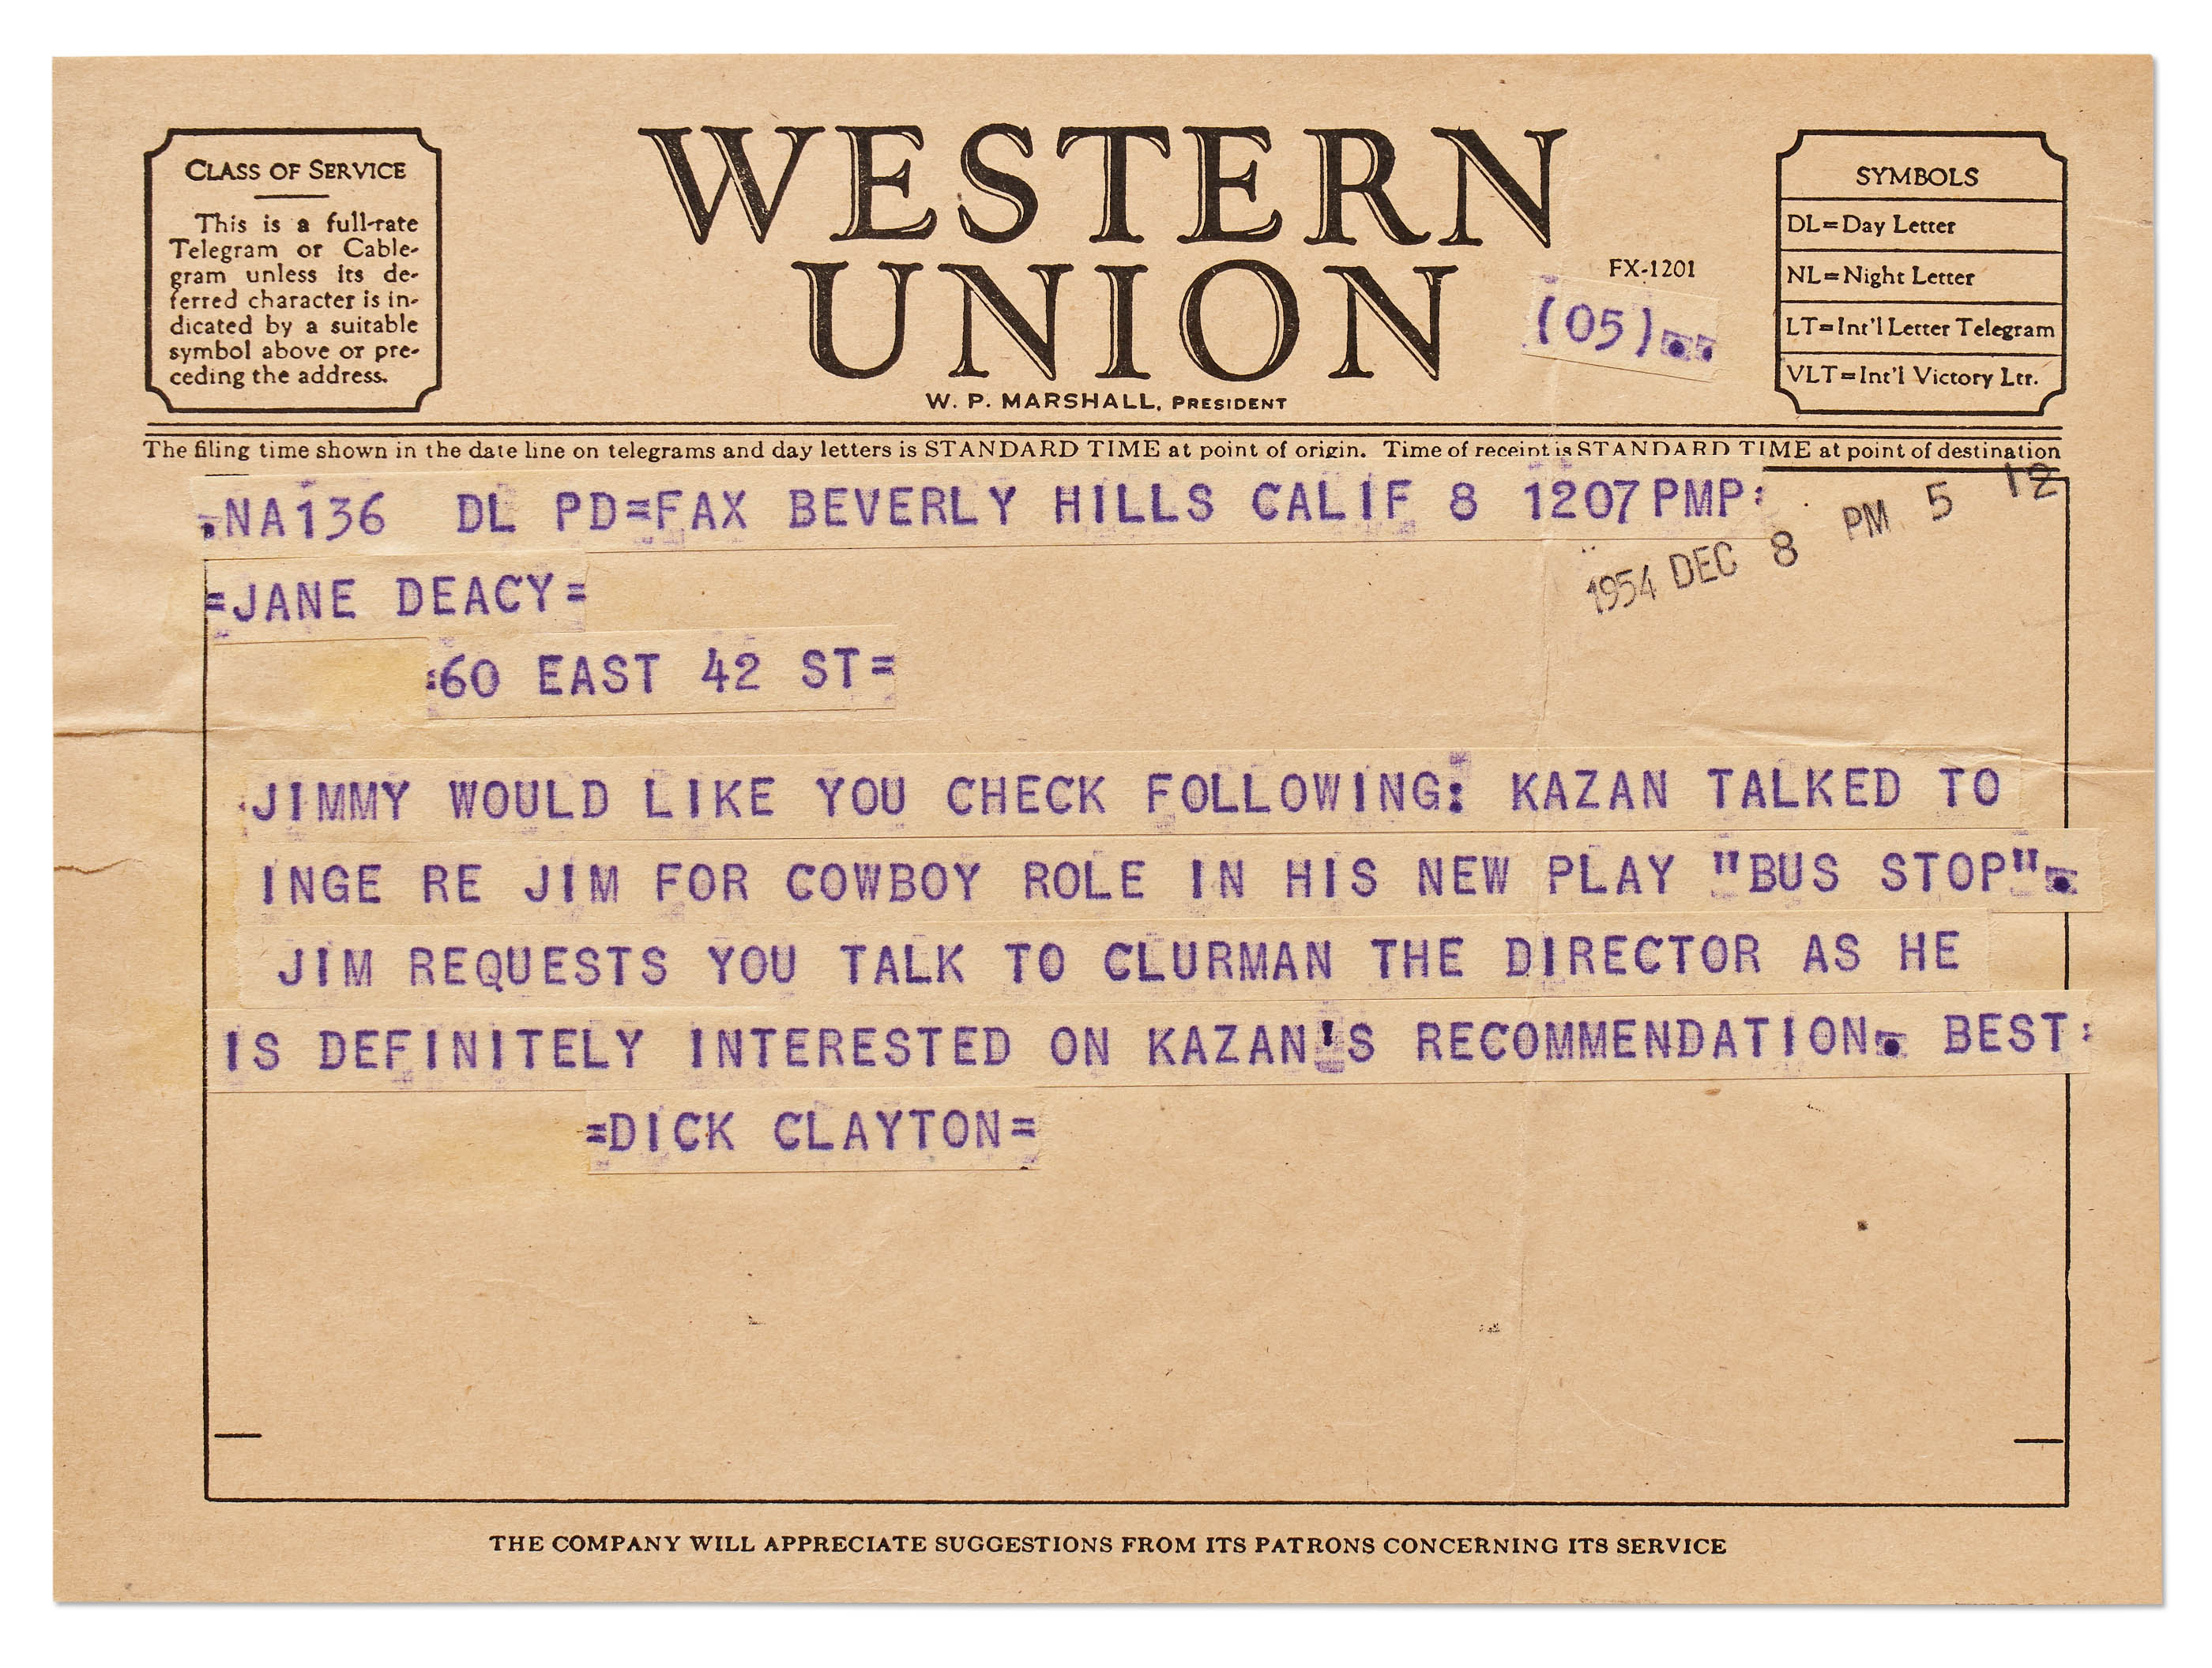 CLASS OF SERVICE
This is a full-rate
Telegram or Cable-
gram unless its de-
ferred character is in-
dicated by a suitable
symbol above or pre-
ceding the address.
WESTERN
UNION
W. P. MARSHALL, PRESIDENT
FX-1201
(05)..
SYMBOLS
DL=Day Letter
NL=Night Letter
LT=Int'l Letter Telegram
VLT=Int'l Victory Ltr.
The filing time shown in the date line on telegrams and day letters is STANDARD TIME at point of origin. Time of receipt is STANDARD TIME at point of destination
.NA136 DL PD=FAX BEVERLY HILLS CALIF 8 1207PMP:
1954 DEC 8 PM 5 12
=JANE DEACY=
:60 EAST 42 ST=
JIMMY WOULD LIKE YOU CHECK FOLLOWING: KAZAN TALKED TO
INGE RE JIM FOR COWBOY ROLE IN HIS NEW PLAY "BUS STOP".
JIM REQUESTS YOU TALK TO CLURMAN THE DIRECTOR AS HE
IS DEFINITELY INTERESTED ON KAZAN'S RECOMMENDATION. BEST:
=DICK CLAYTON=
THE COMPANY WILL APPRECIATE SUGGESTIONS FROM ITS PATRONS CONCERNING ITS SERVICE